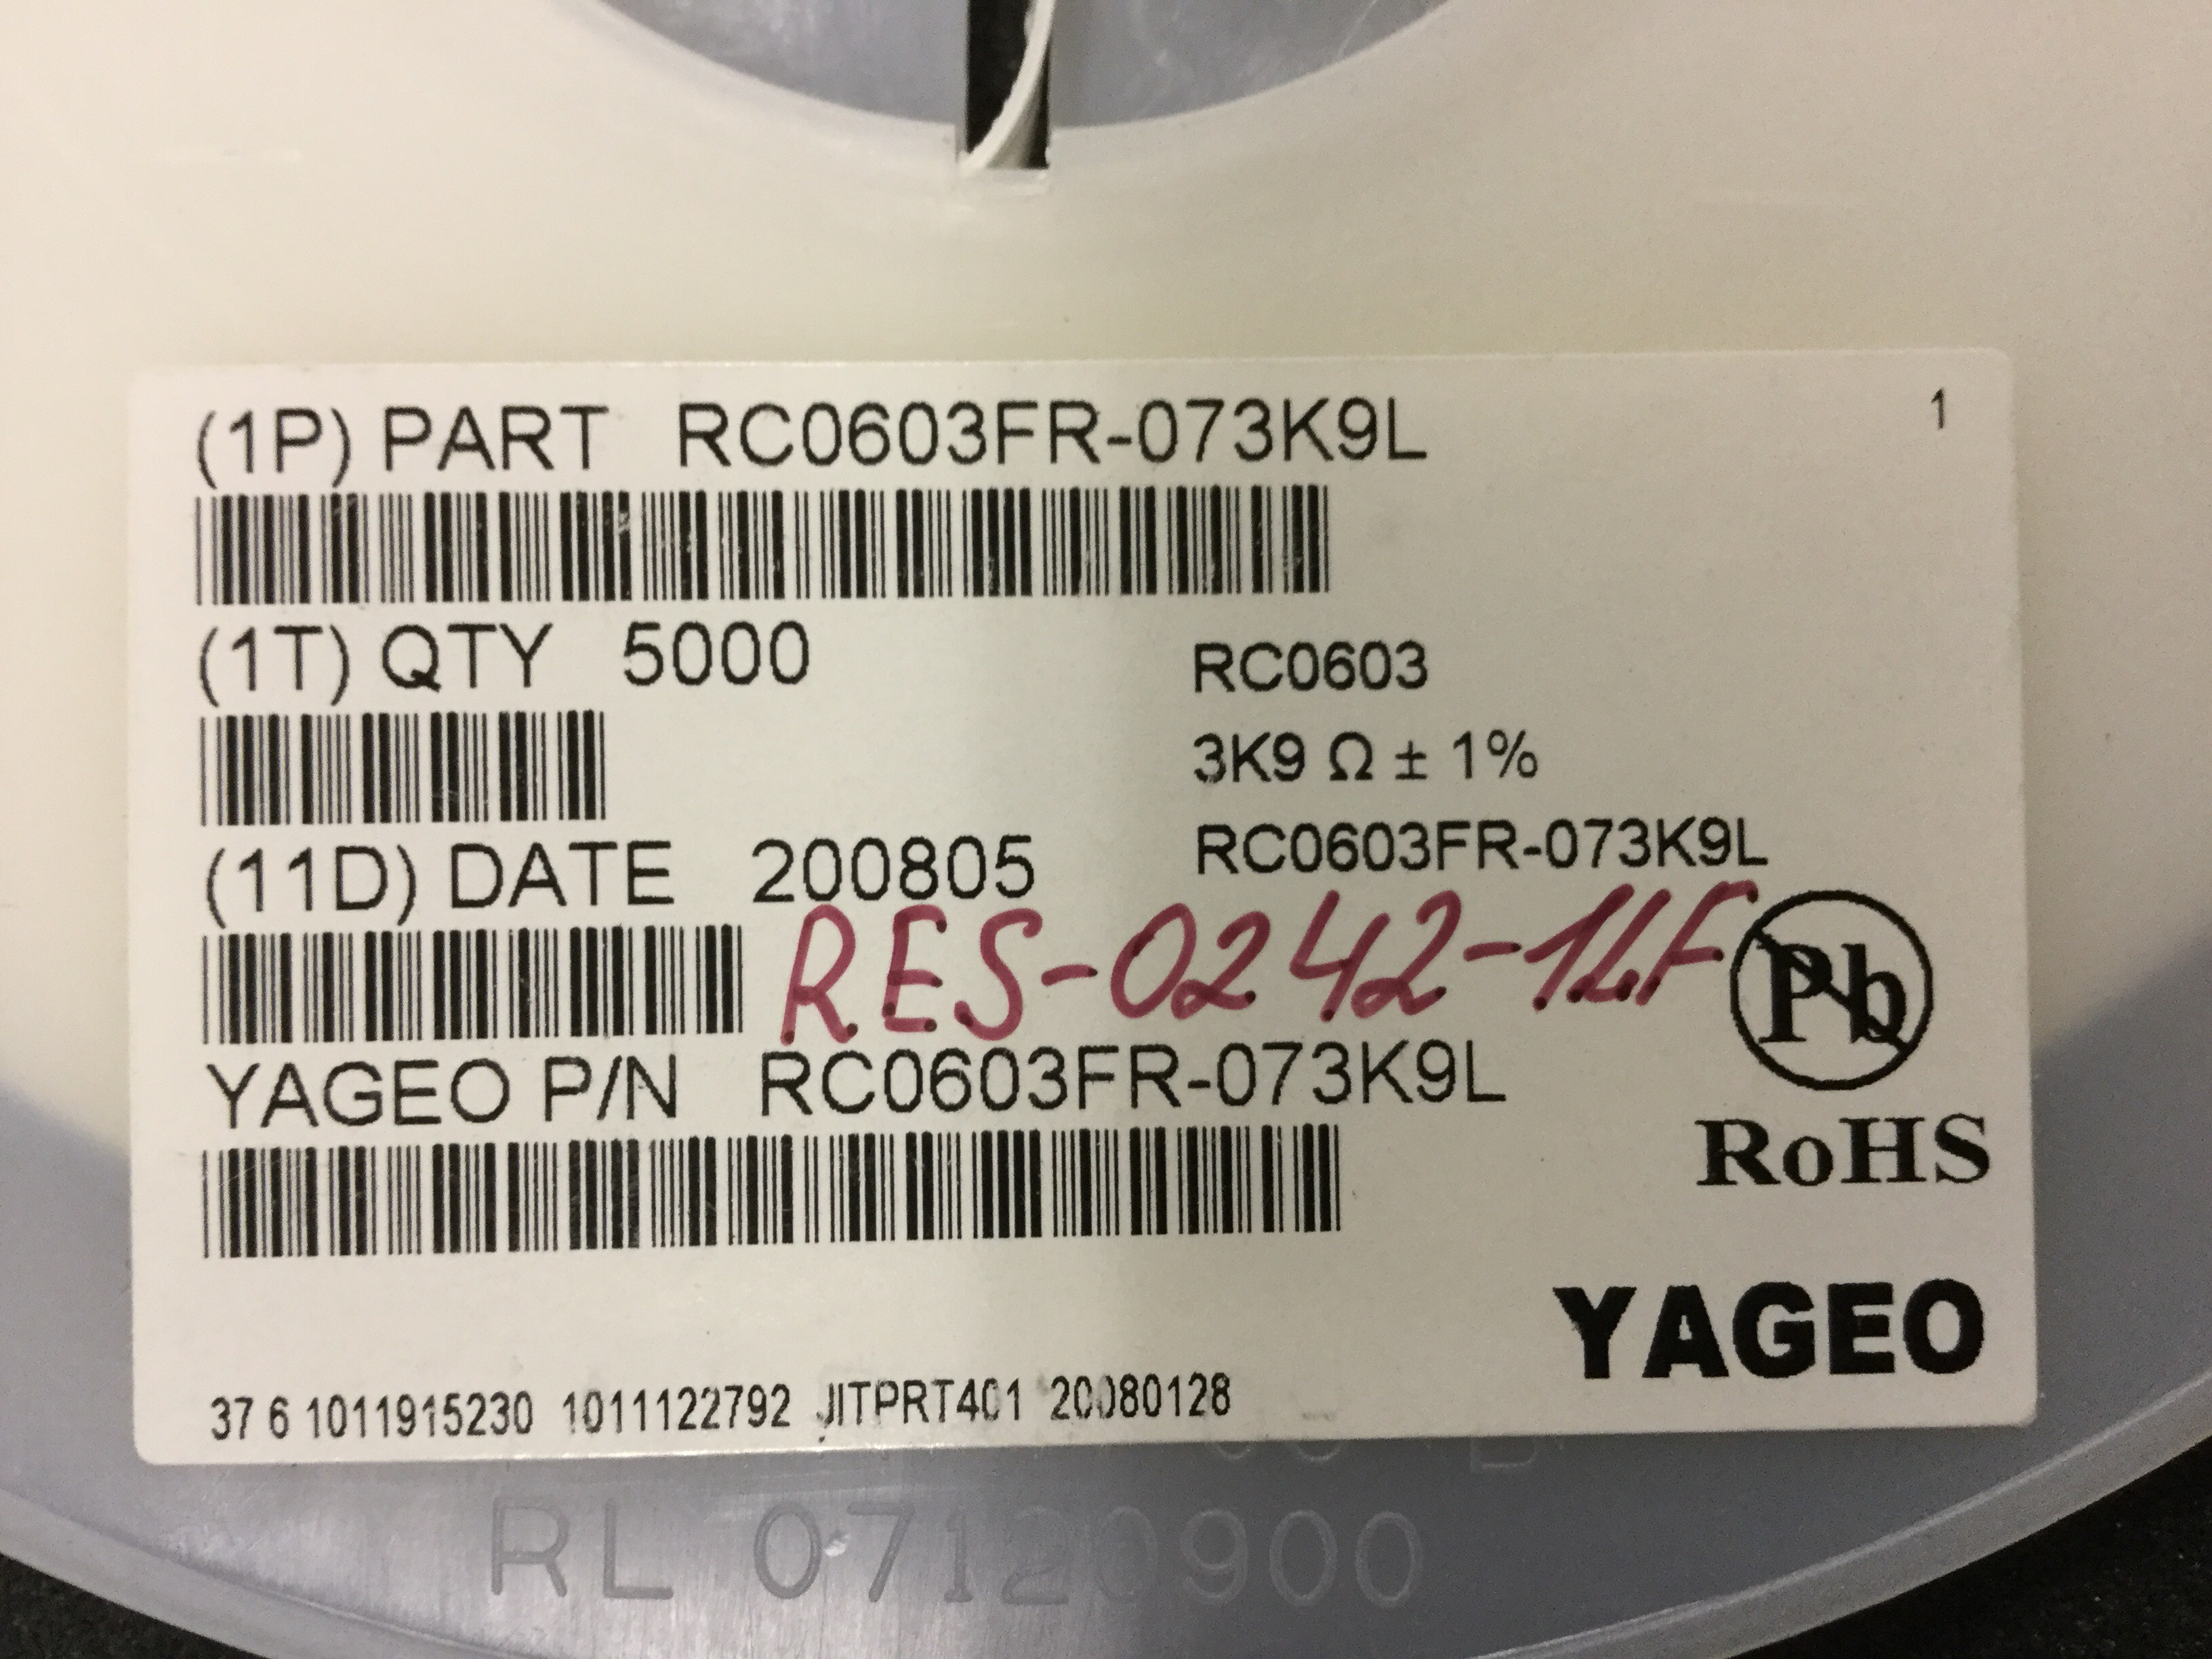 (1P) PART RC0603FR-073K9L
1
(1T) QTY 5000
RC0603
3K9 Ω ± 1%
(11D) DATE 200805
RC0603FR-073K9L
RES-0242-1LF
Pb
YAGEO P/N RC0603FR-073K9L
RoHS
YAGEO
37 6 1011915230 1011122792 JITPRT401 20080128
RL 07120900